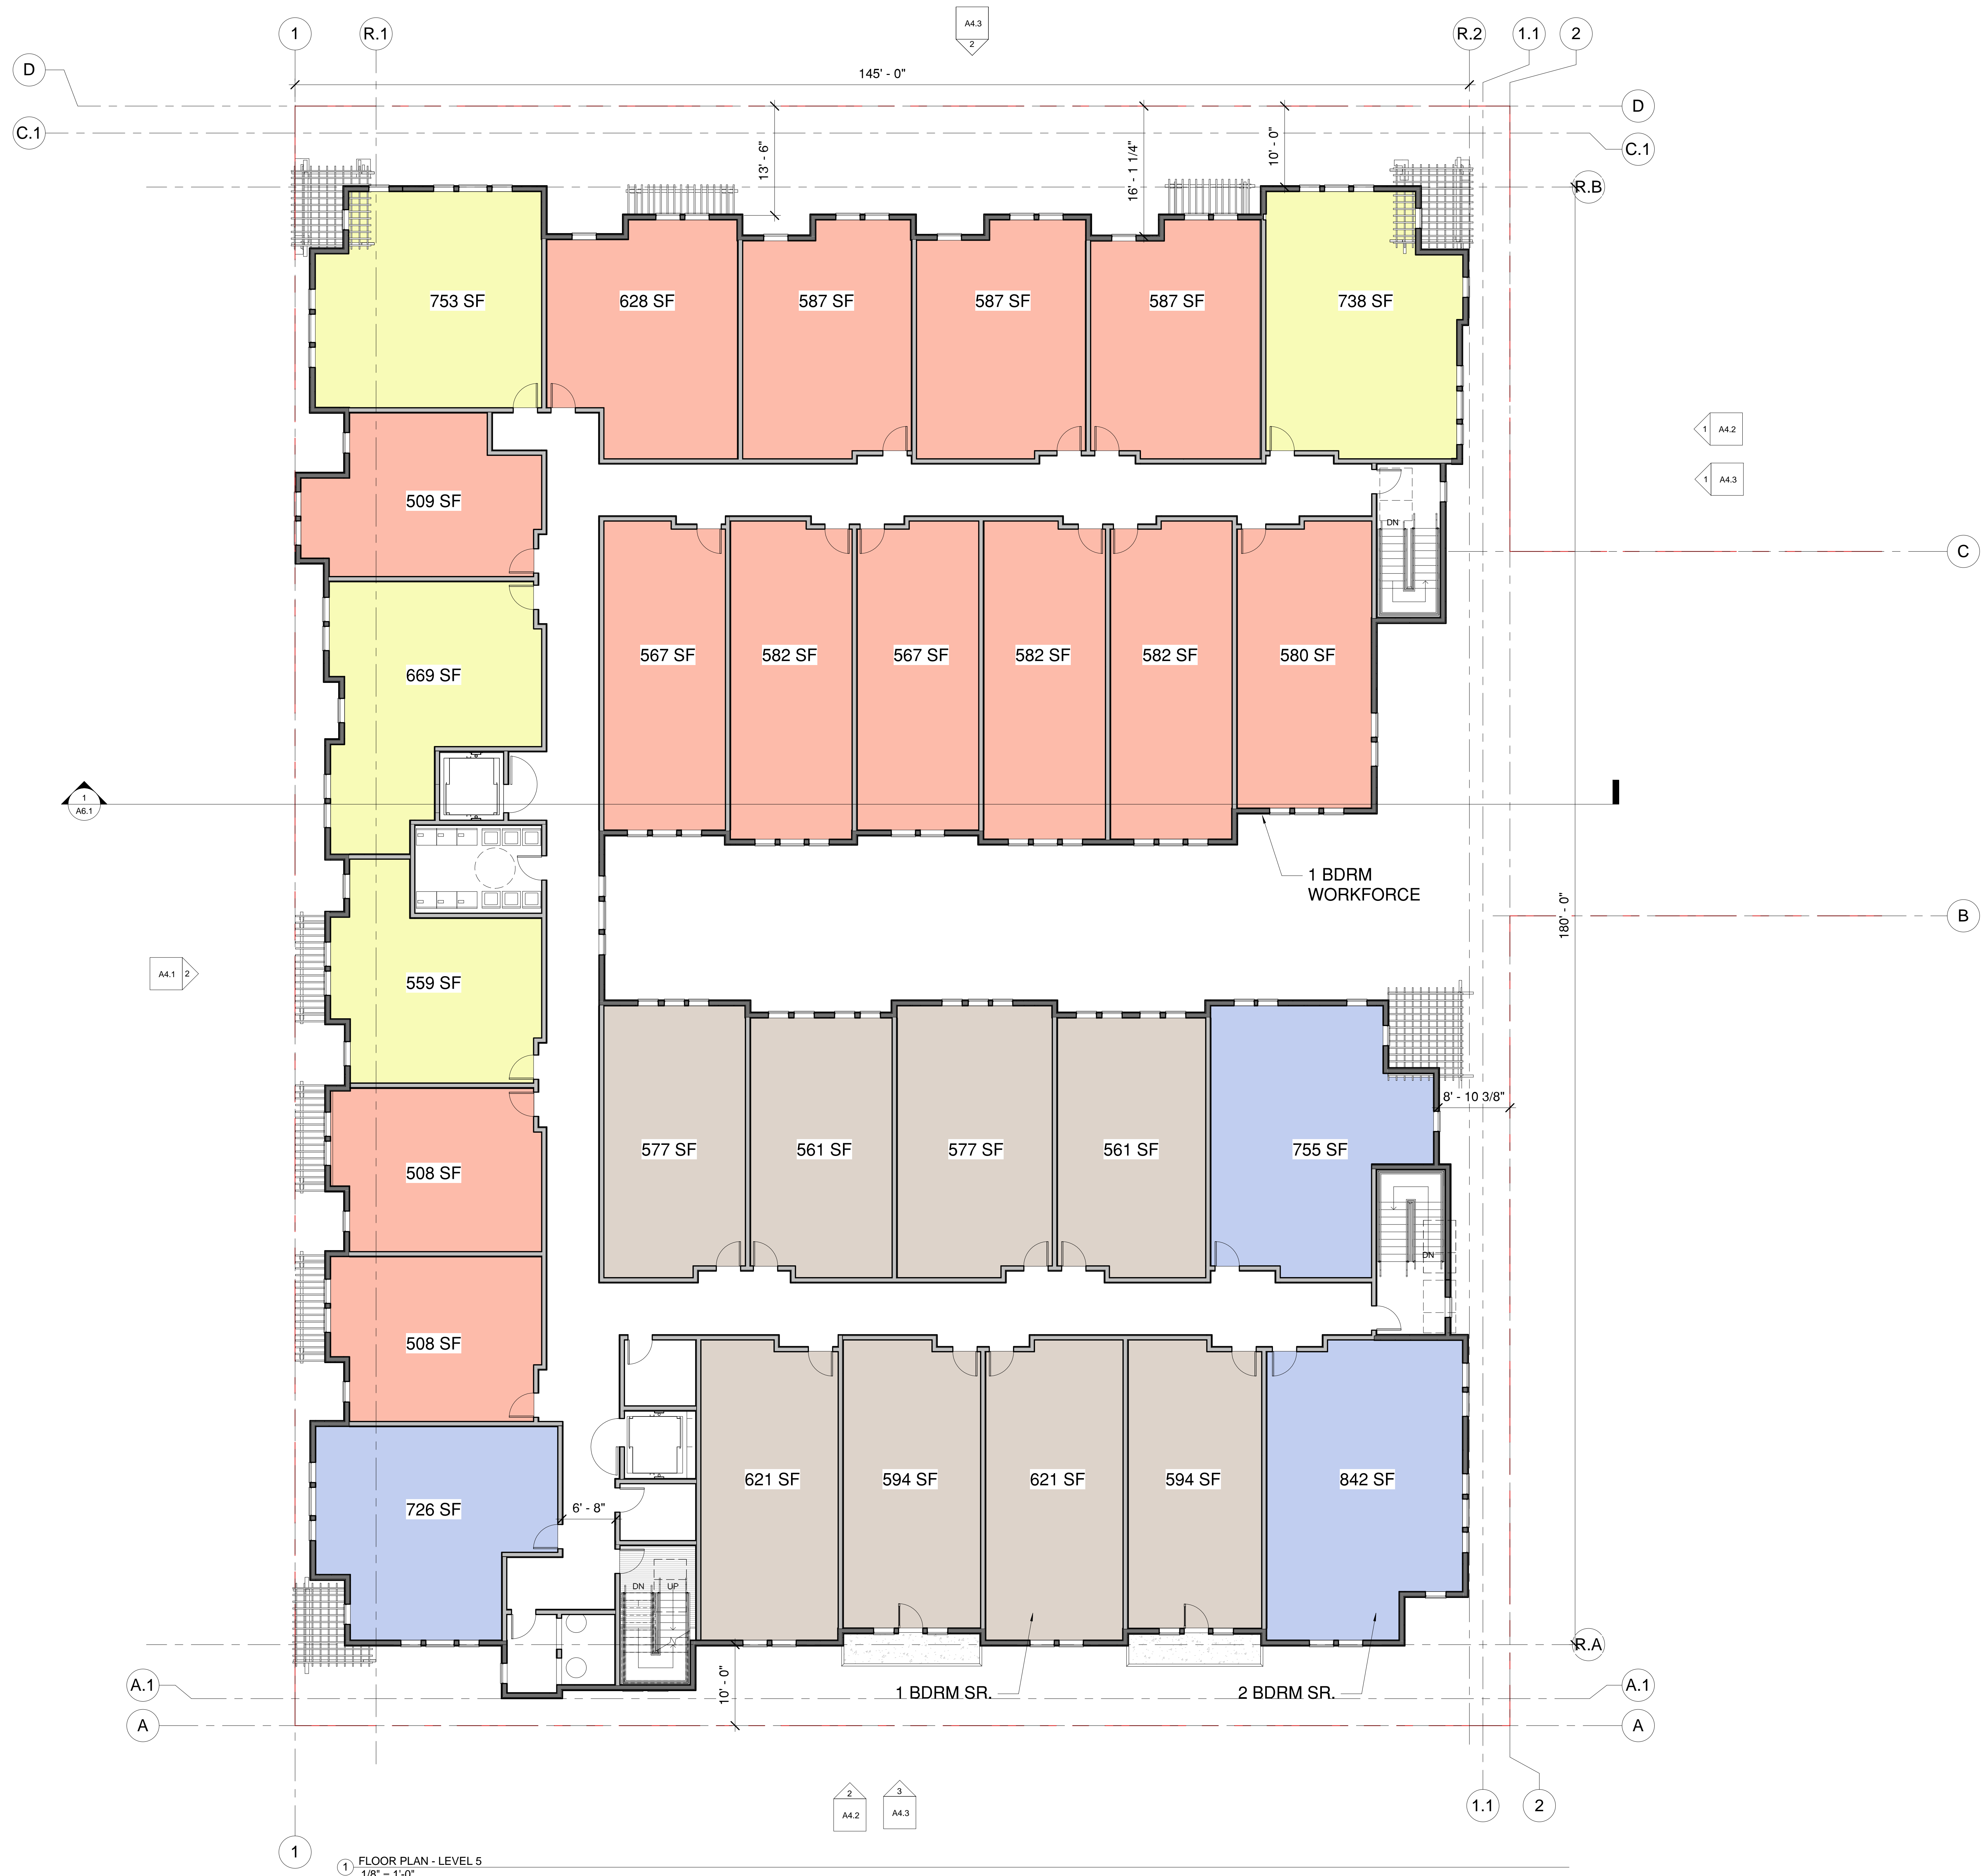 A4.3
2
1
R.1
R.2
1.1
2
145' - 0"
D
D
C.1
C.1
13' - 6"
16' - 1 1/4"
10' - 0"
R.B
753 SF
628 SF
587 SF
587 SF
587 SF
738 SF
1
A4.2
1
A4.3
509 SF
DN
C
567 SF
582 SF
567 SF
582 SF
582 SF
580 SF
669 SF
1
A6.1
1 BDRM
WORKFORCE
180' - 0"
B
A4.1
2
559 SF
8' - 10 3/8"
577 SF
561 SF
577 SF
561 SF
755 SF
508 SF
DN
508 SF
621 SF
594 SF
621 SF
594 SF
842 SF
6' - 8"
726 SF
DN
UP
R.A
10' - 0"
1 BDRM SR.
2 BDRM SR.
A.1
A.1
A
A
2
A4.2
3
A4.3
1.1
2
1
1
FLOOR PLAN - LEVEL 5
1/8" = 1'-0"